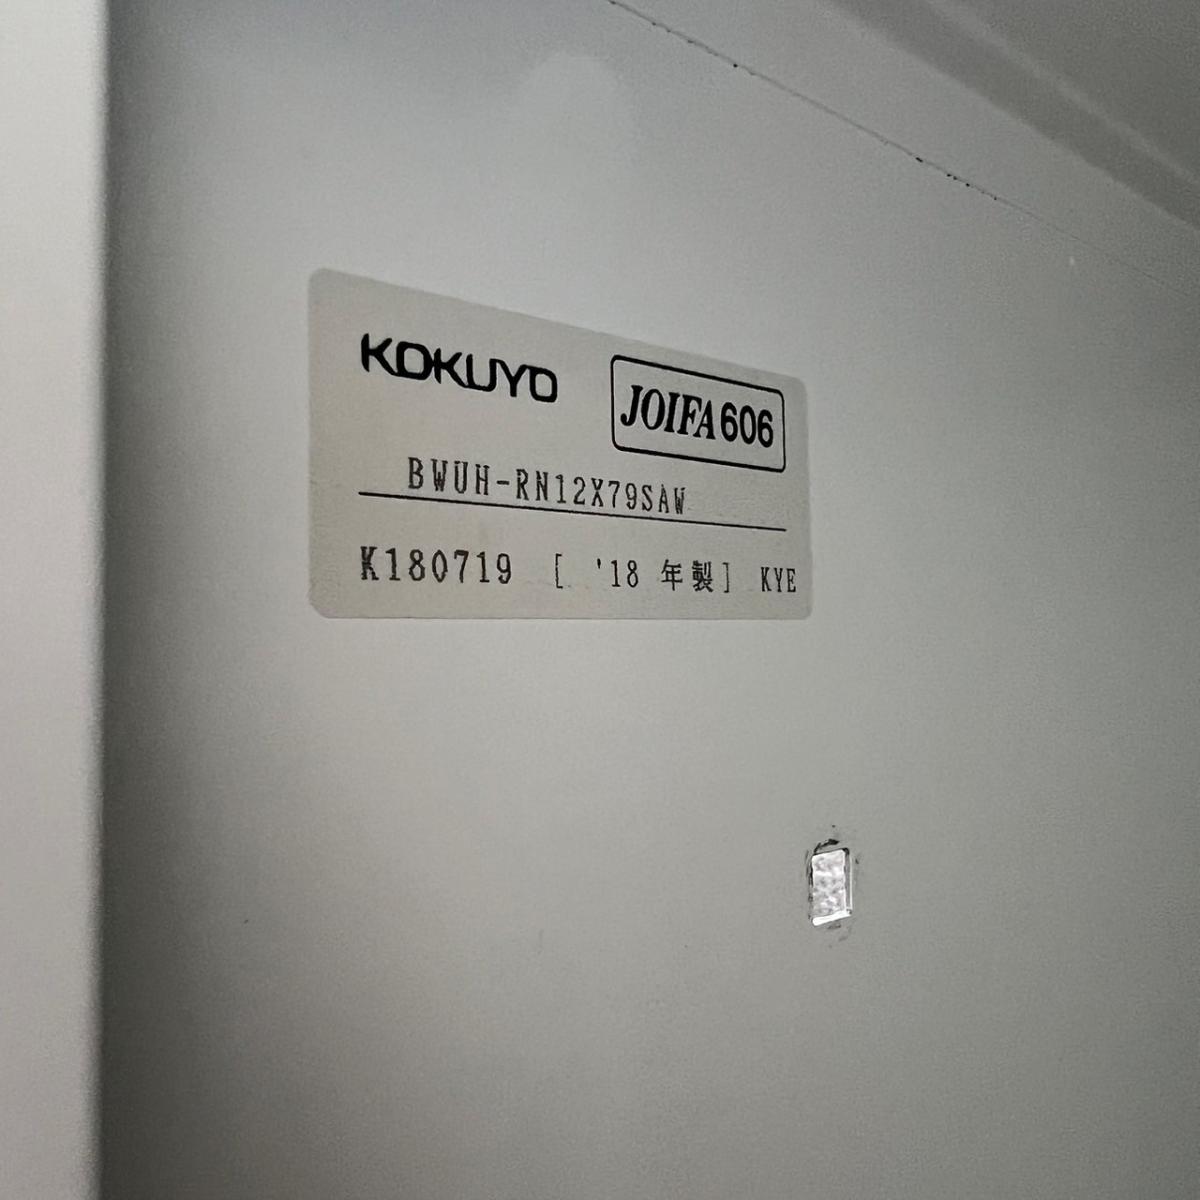 KOKUYO
JOIFA606
BWUH-RN12X79SAW
K180719 [ '18 年製] KYE